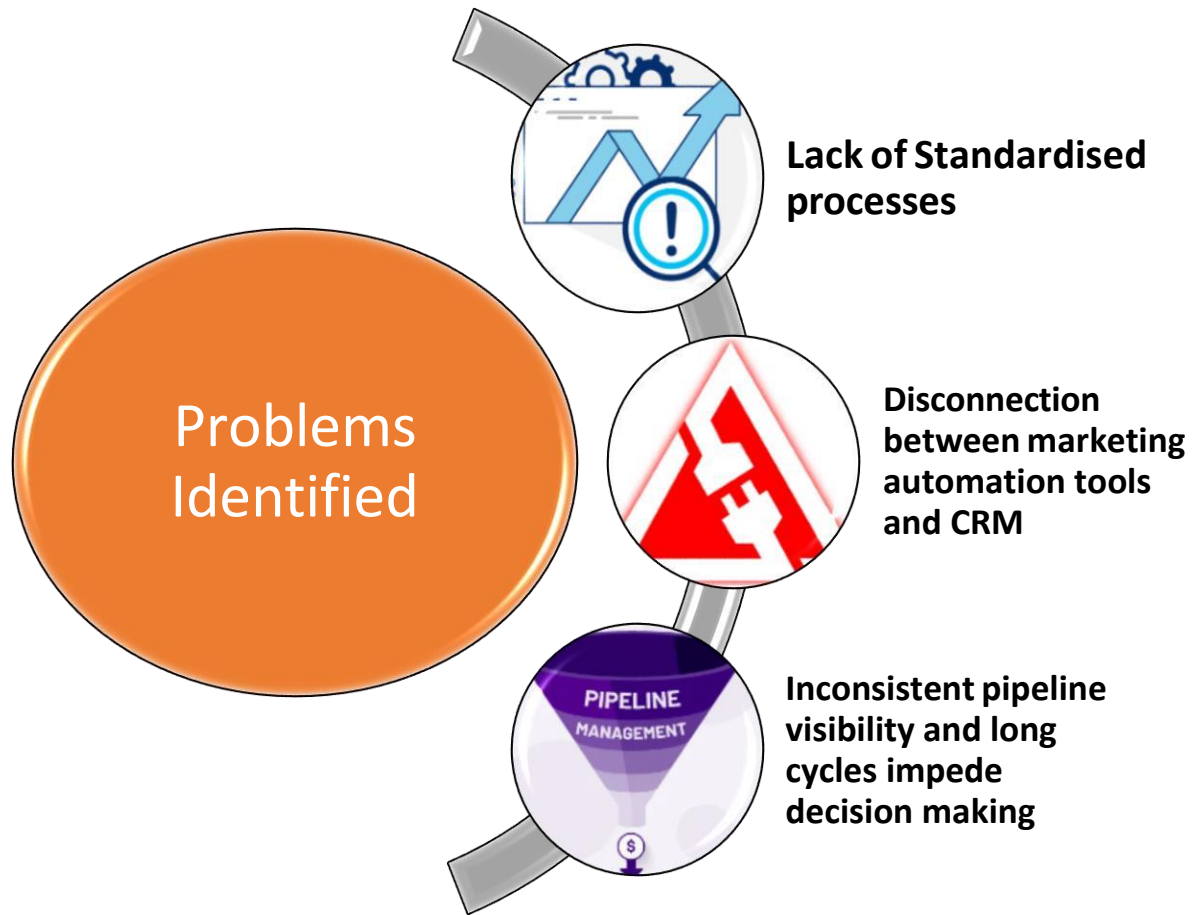 Problems
Identified
Lack of Standardised
processes
!
Disconnection
between marketing
automation tools
and CRM
PIPELINE
MANAGEMENT
$
Inconsistent pipeline
visibility and long
cycles impede
decision making